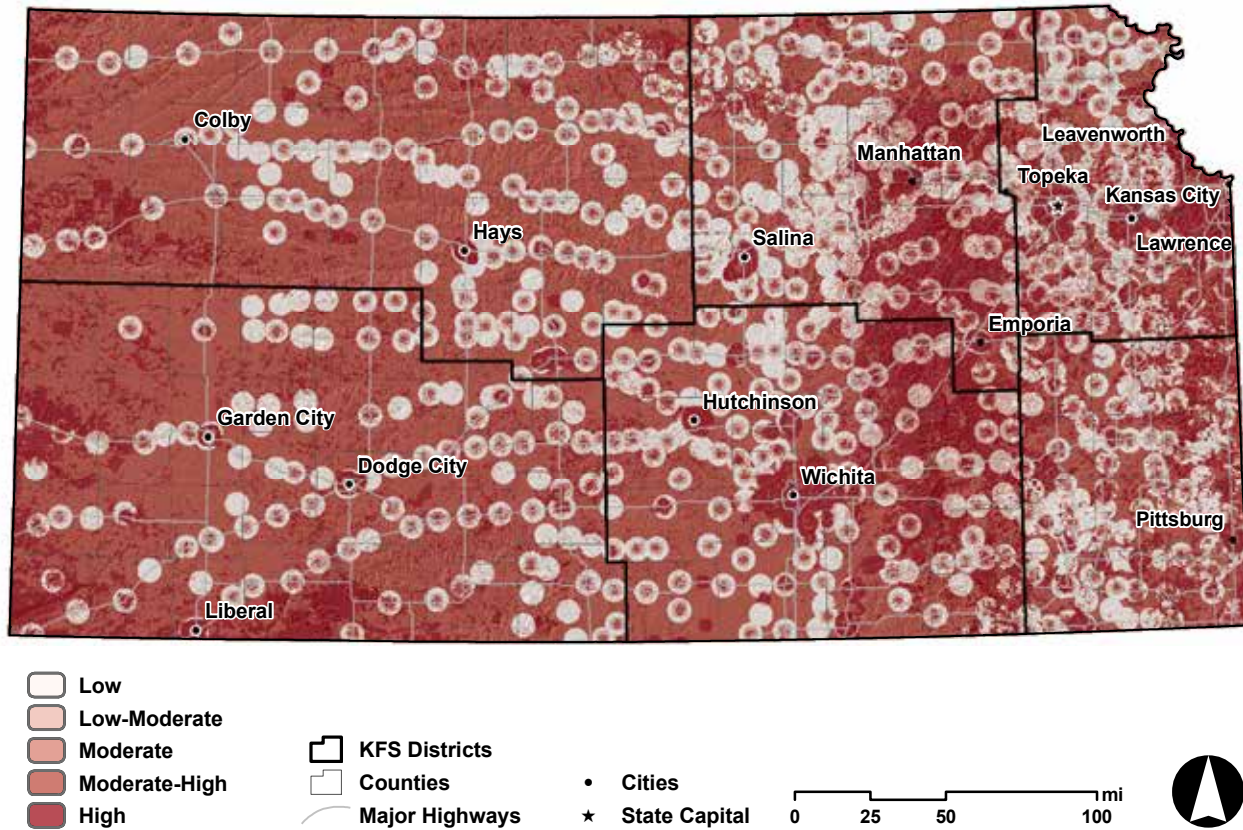 Colby
Leavenworth
Manhattan
Topeka
Kansas City
Hays
Salina
Lawrence
Emporia
Hutchinson
Garden City
Dodge City
Wichita
Pittsburg
Liberal
Low
Low-Moderate
Moderate
KFS Districts
Moderate-High
Counties
Cities
mi
High
Major Highways
State Capital
0 25 50 100